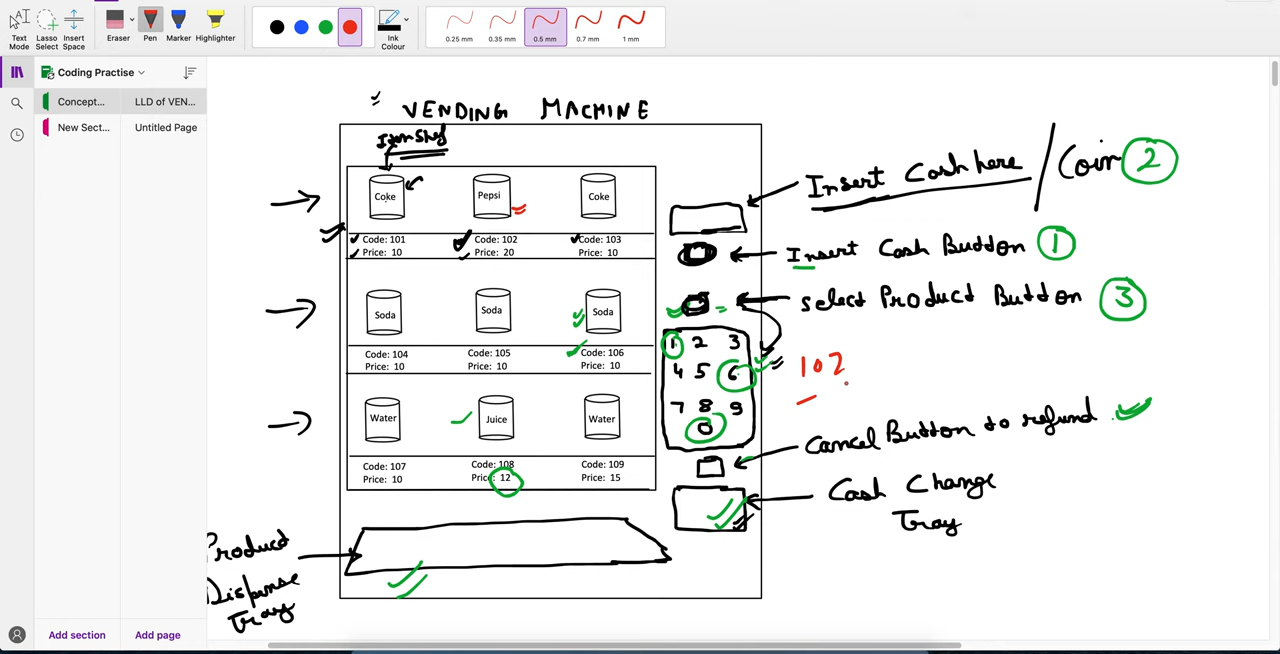 Text Mode
Lasso Select
Insert Space
Eraser
Pen
Marker
Highlighter
Ink Colour
0.25 mm
0.35 mm
0.5 mm
0.7 mm
1 mm
Coding Practise
Concept...
LLD of VEN...
New Sect...
Untitled Page
Add section
Add page
VENDING MACHINE
Coke
Pepsi
Coke
Code: 101
Price: 10
Code: 102
Price: 20
Code: 103
Price: 10
Soda
Soda
Soda
Code: 104
Price: 10
Code: 105
Price: 10
Code: 106
Price: 10
Water
Juice
Water
Code: 107
Price: 10
Code: 108
Price: 12
Code: 109
Price: 15
Insert Cash here / Coin 2
Insert Cash Button 1
Select Product Button 3
1 2 3
4 5 6
7 8 9
0
102
Cancel Button to refund
Cash Change
Tray
Product
Dispense
Tray